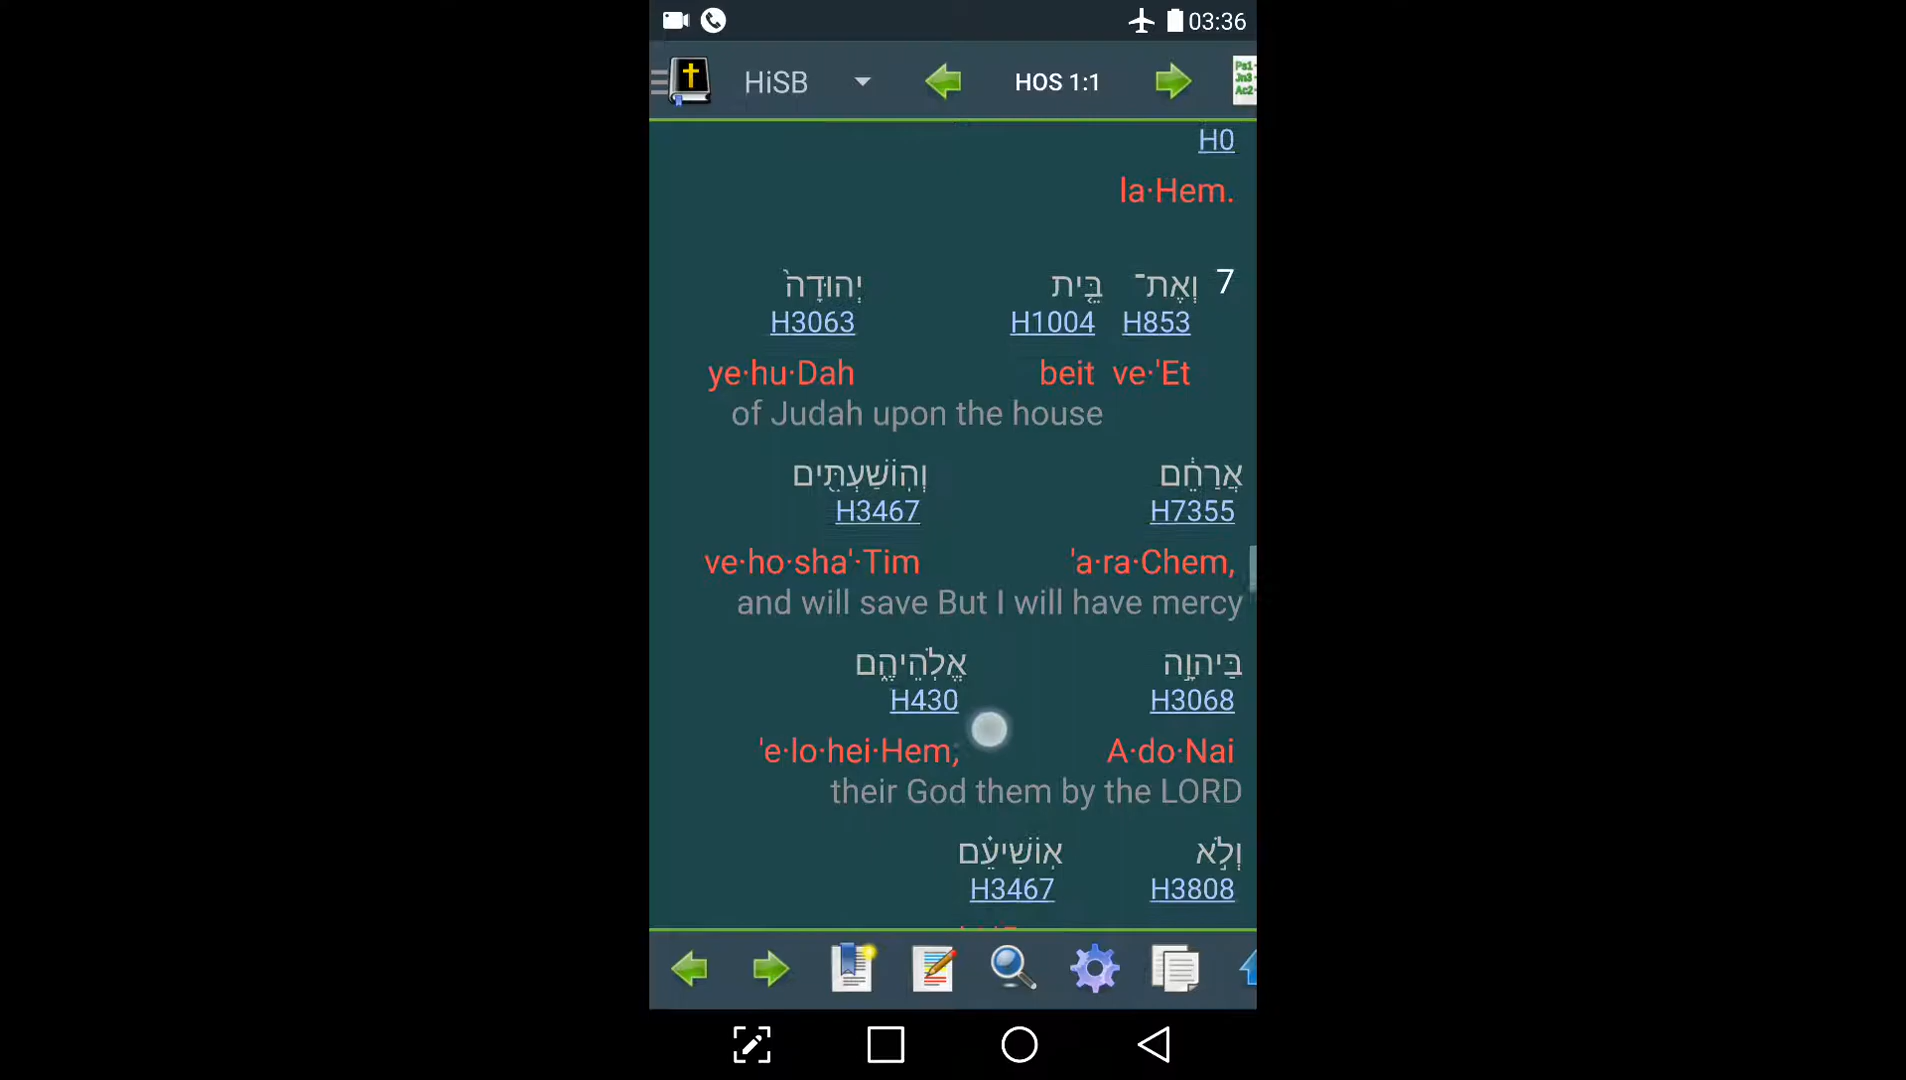 03:36
HiSB HOS 1:1
H0
la·Hem.
7 וְאֶת־ בֵּ֤ית יְהוּדָה֙
H3063 H1004 H853
ye·hu·Dah beit ve·'Et
of Judah upon the house
אֲרַחֵ֔ם וְהֽוֹשַׁעְתִּ֖ים
H3467 H7355
ve·ho·sha'·Tim 'a·ra·Chem,
and will save But I will have mercy
בַּיהוָ֣ה אֱלֹֽהֵיהֶ֑ם
H430 H3068
'e·lo·hei·Hem; A·do·Nai
their God them by the LORD
וְלֹ֣א אֽוֹשִׁיעֵ֗ם
H3467 H3808